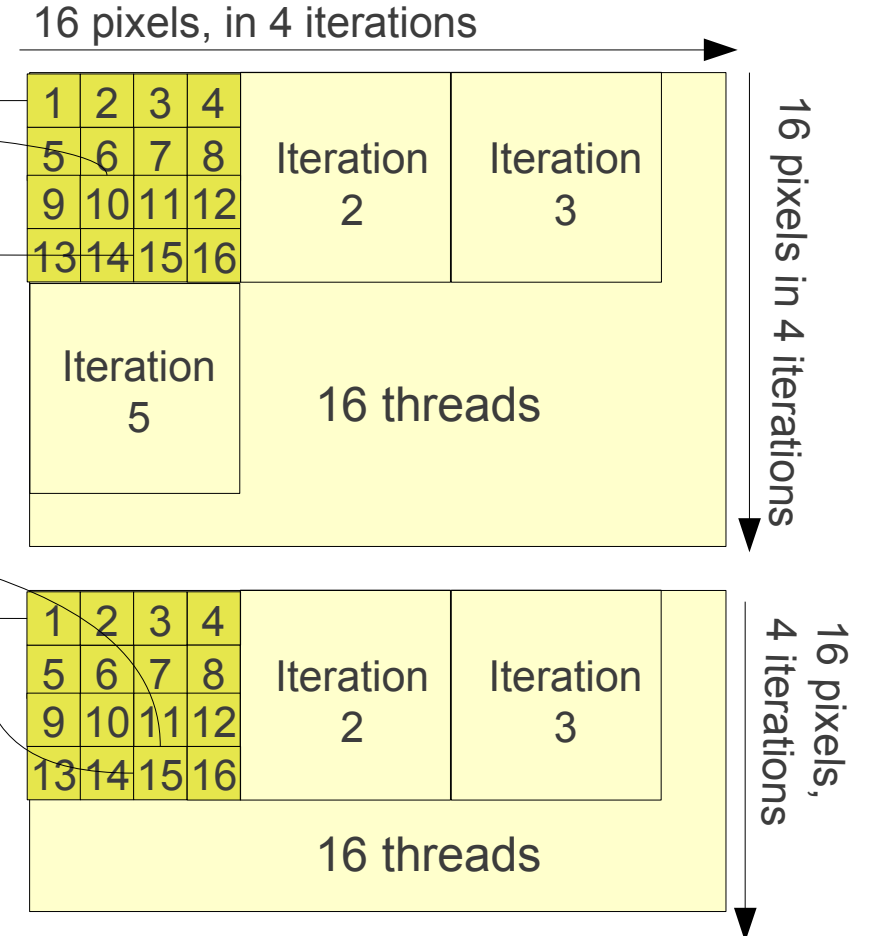 16 pixels, in 4 iterations
1 2 3 4
5 6 7 8
9 10 11 12
13 14 15 16
Iteration
2
Iteration
3
Iteration
5
16 threads
16 pixels in 4 iterations
1 2 3 4
5 6 7 8
9 10 11 12
13 14 15 16
Iteration
2
Iteration
3
16 threads
16 pixels,
4 iterations